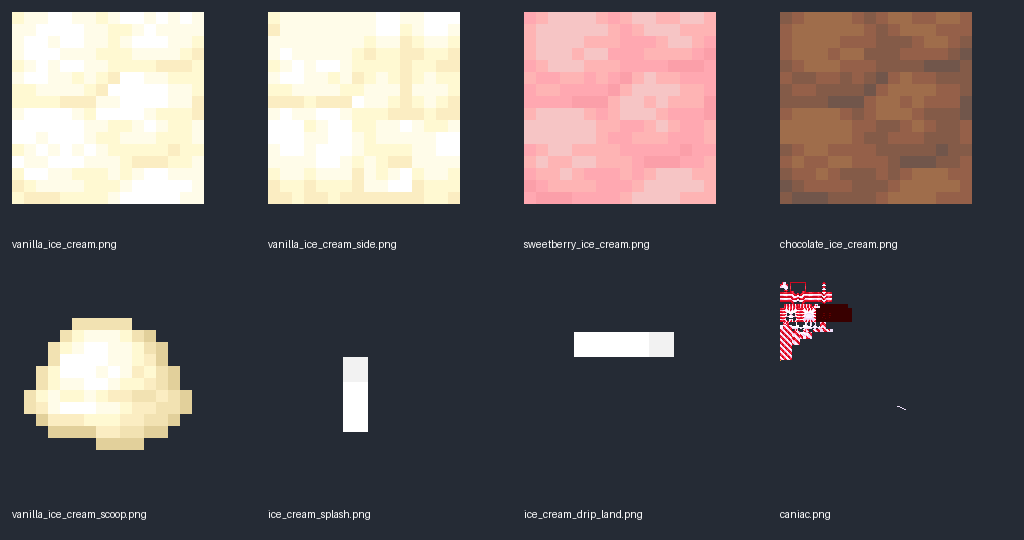 vanilla_ice_cream.png
vanilla_ice_cream_side.png
sweetberry_ice_cream.png
chocolate_ice_cream.png
vanilla_ice_cream_scoop.png
ice_cream_splash.png
ice_cream_drip_land.png
caniac.png